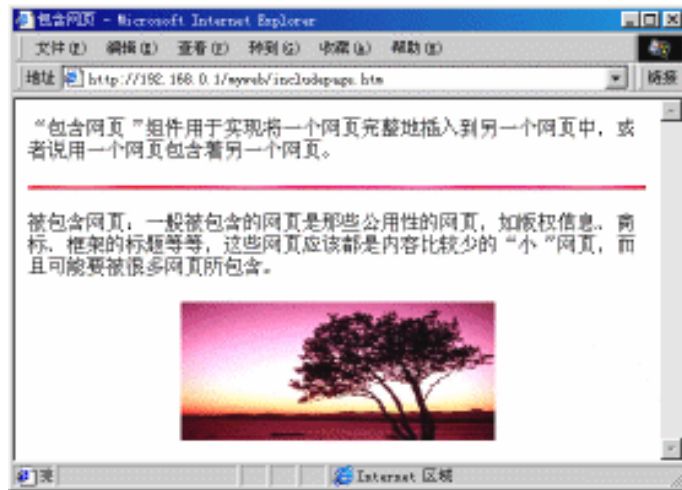 包含网页 - Microsoft Internet Explorer
文件(F) 编辑(E) 查看(V) 转到(G) 收藏(A) 帮助(H)
地址 http://192.168.0.1/myweb/includepage.htm 链接
“包含网页”组件用于实现将一个网页完整地插入到另一个网页中，或
者说用一个网页包含着另一个网页。
被包含网页：一般被包含的网页是那些公用性的网页，如版权信息、商
标、框架的标题等等，这些网页应该都是内容比较少的“小”网页，而
且可能要被很多网页所包含。
Internet 区域